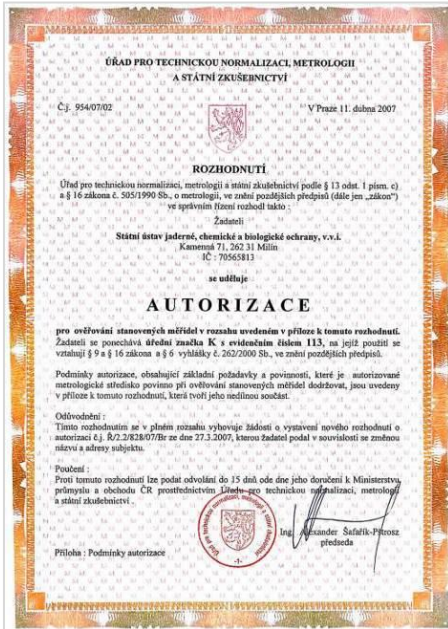 ÚŘAD PRO TECHNICKOU NORMALIZACI, METROLOGII
A STÁTNÍ ZKUŠEBNICTVÍ
Č.j. 954/07/02 V Praze 11. dubna 2007
ROZHODNUTÍ
Úřad pro technickou normalizaci, metrologii a státní zkušebnictví podle § 13 odst. 1 písm. c)
a § 16 zákona č. 505/1990 Sb., o metrologii, ve znění pozdějších předpisů (dále jen „zákon")
ve správním řízení rozhodl takto :
Žadateli
Státní ústav jaderné, chemické a biologické ochrany, v.v.i.
Kamenná 71, 262 31 Milín
IČ : 70565813
se uděluje
AUTORIZACE
pro ověřování stanovených měřidel v rozsahu uvedeném v příloze k tomuto rozhodnutí.
Žadateli se ponechává úřední značka K s evidenčním číslem 113, na jejíž použití se
vztahují § 9 a § 16 zákona a § 6 vyhlášky č. 262/2000 Sb., ve znění pozdějších předpisů.
Podmínky autorizace, obsahující základní požadavky a povinnosti, které je autorizované
metrologické středisko povinno při ověřování stanovených měřidel dodržovat, jsou uvedeny
v příloze k tomuto rozhodnutí, která tvoří jeho nedílnou součást.
Odůvodnění :
Tímto rozhodnutím se v plném rozsahu vyhovuje žádosti o vystavení nového rozhodnutí o
autorizaci č.j. Ř/2.2/828/07/Br ze dne 27.3.2007, kterou žadatel podal v souvislosti se změnou
názvu a adresy subjektu.
Poučení :
Proti tomuto rozhodnutí lze podat odvolání do 15 dnů ode dne jeho doručení k Ministerstvu
průmyslu a obchodu ČR prostřednictvím Úřadu pro technickou normalizaci, metrologii
a státní zkušebnictví .
Ing. Alexander Šafařík-Pštrosz
předseda
-1-
Příloha : Podmínky autorizace